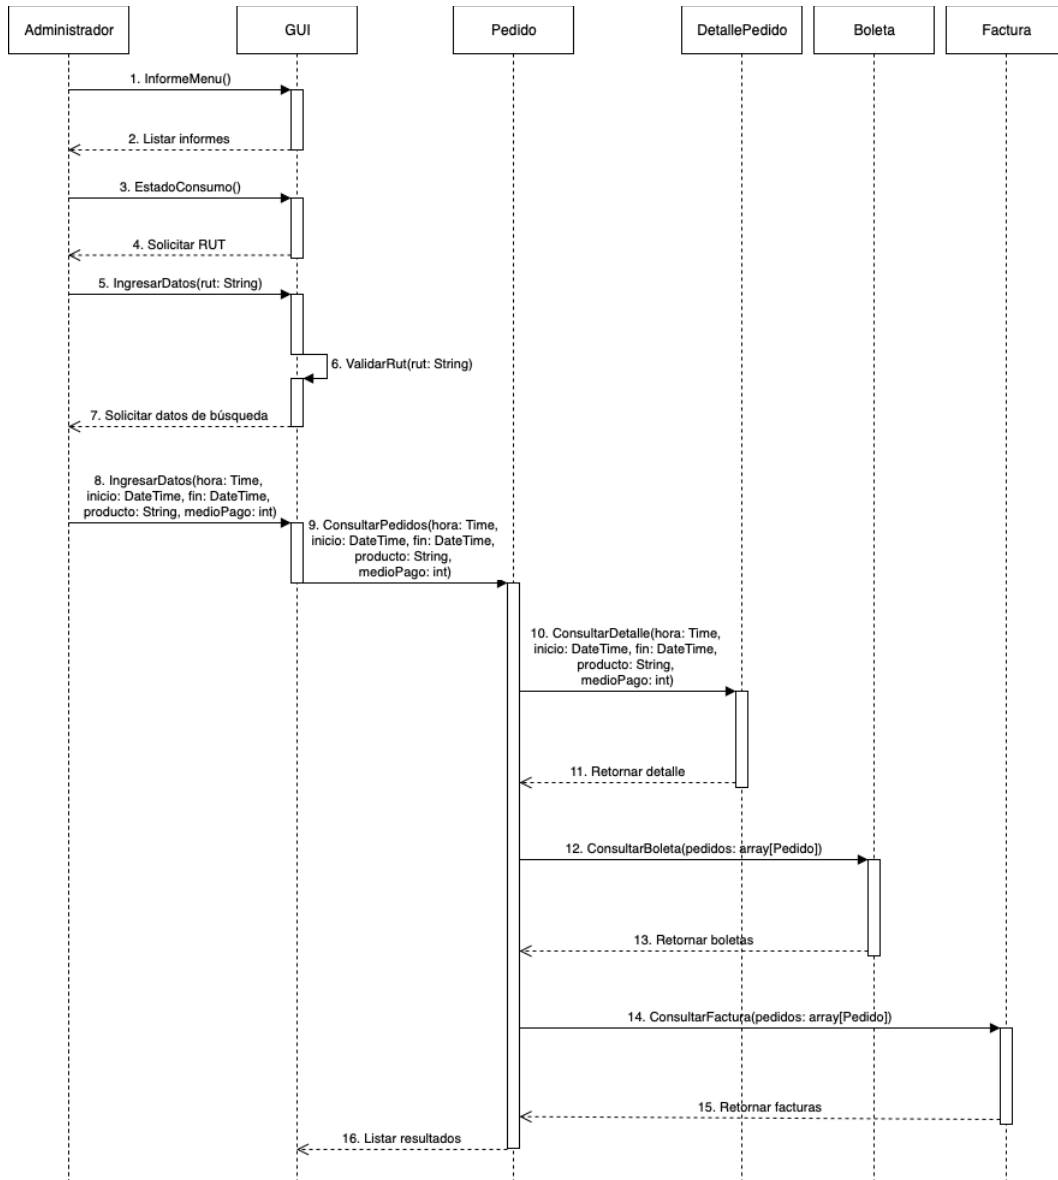 Administrador
GUI
Pedido
DetallePedido
Boleta
Factura
1. InformeMenu()
2. Listar informes
3. EstadoConsumo()
4. Solicitar RUT
5. IngresarDatos(rut: String)
6. ValidarRut(rut: String)
7. Solicitar datos de búsqueda
8. IngresarDatos(hora: Time,
inicio: DateTime, fin: DateTime,
producto: String, medioPago: int)
9. ConsultarPedidos(hora: Time,
inicio: DateTime, fin: DateTime,
producto: String,
medioPago: int)
10. ConsultarDetalle(hora: Time,
inicio: DateTime, fin: DateTime,
producto: String,
medioPago: int)
11. Retornar detalle
12. ConsultarBoleta(pedidos: array[Pedido])
13. Retornar boletas
14. ConsultarFactura(pedidos: array[Pedido])
15. Retornar facturas
16. Listar resultados